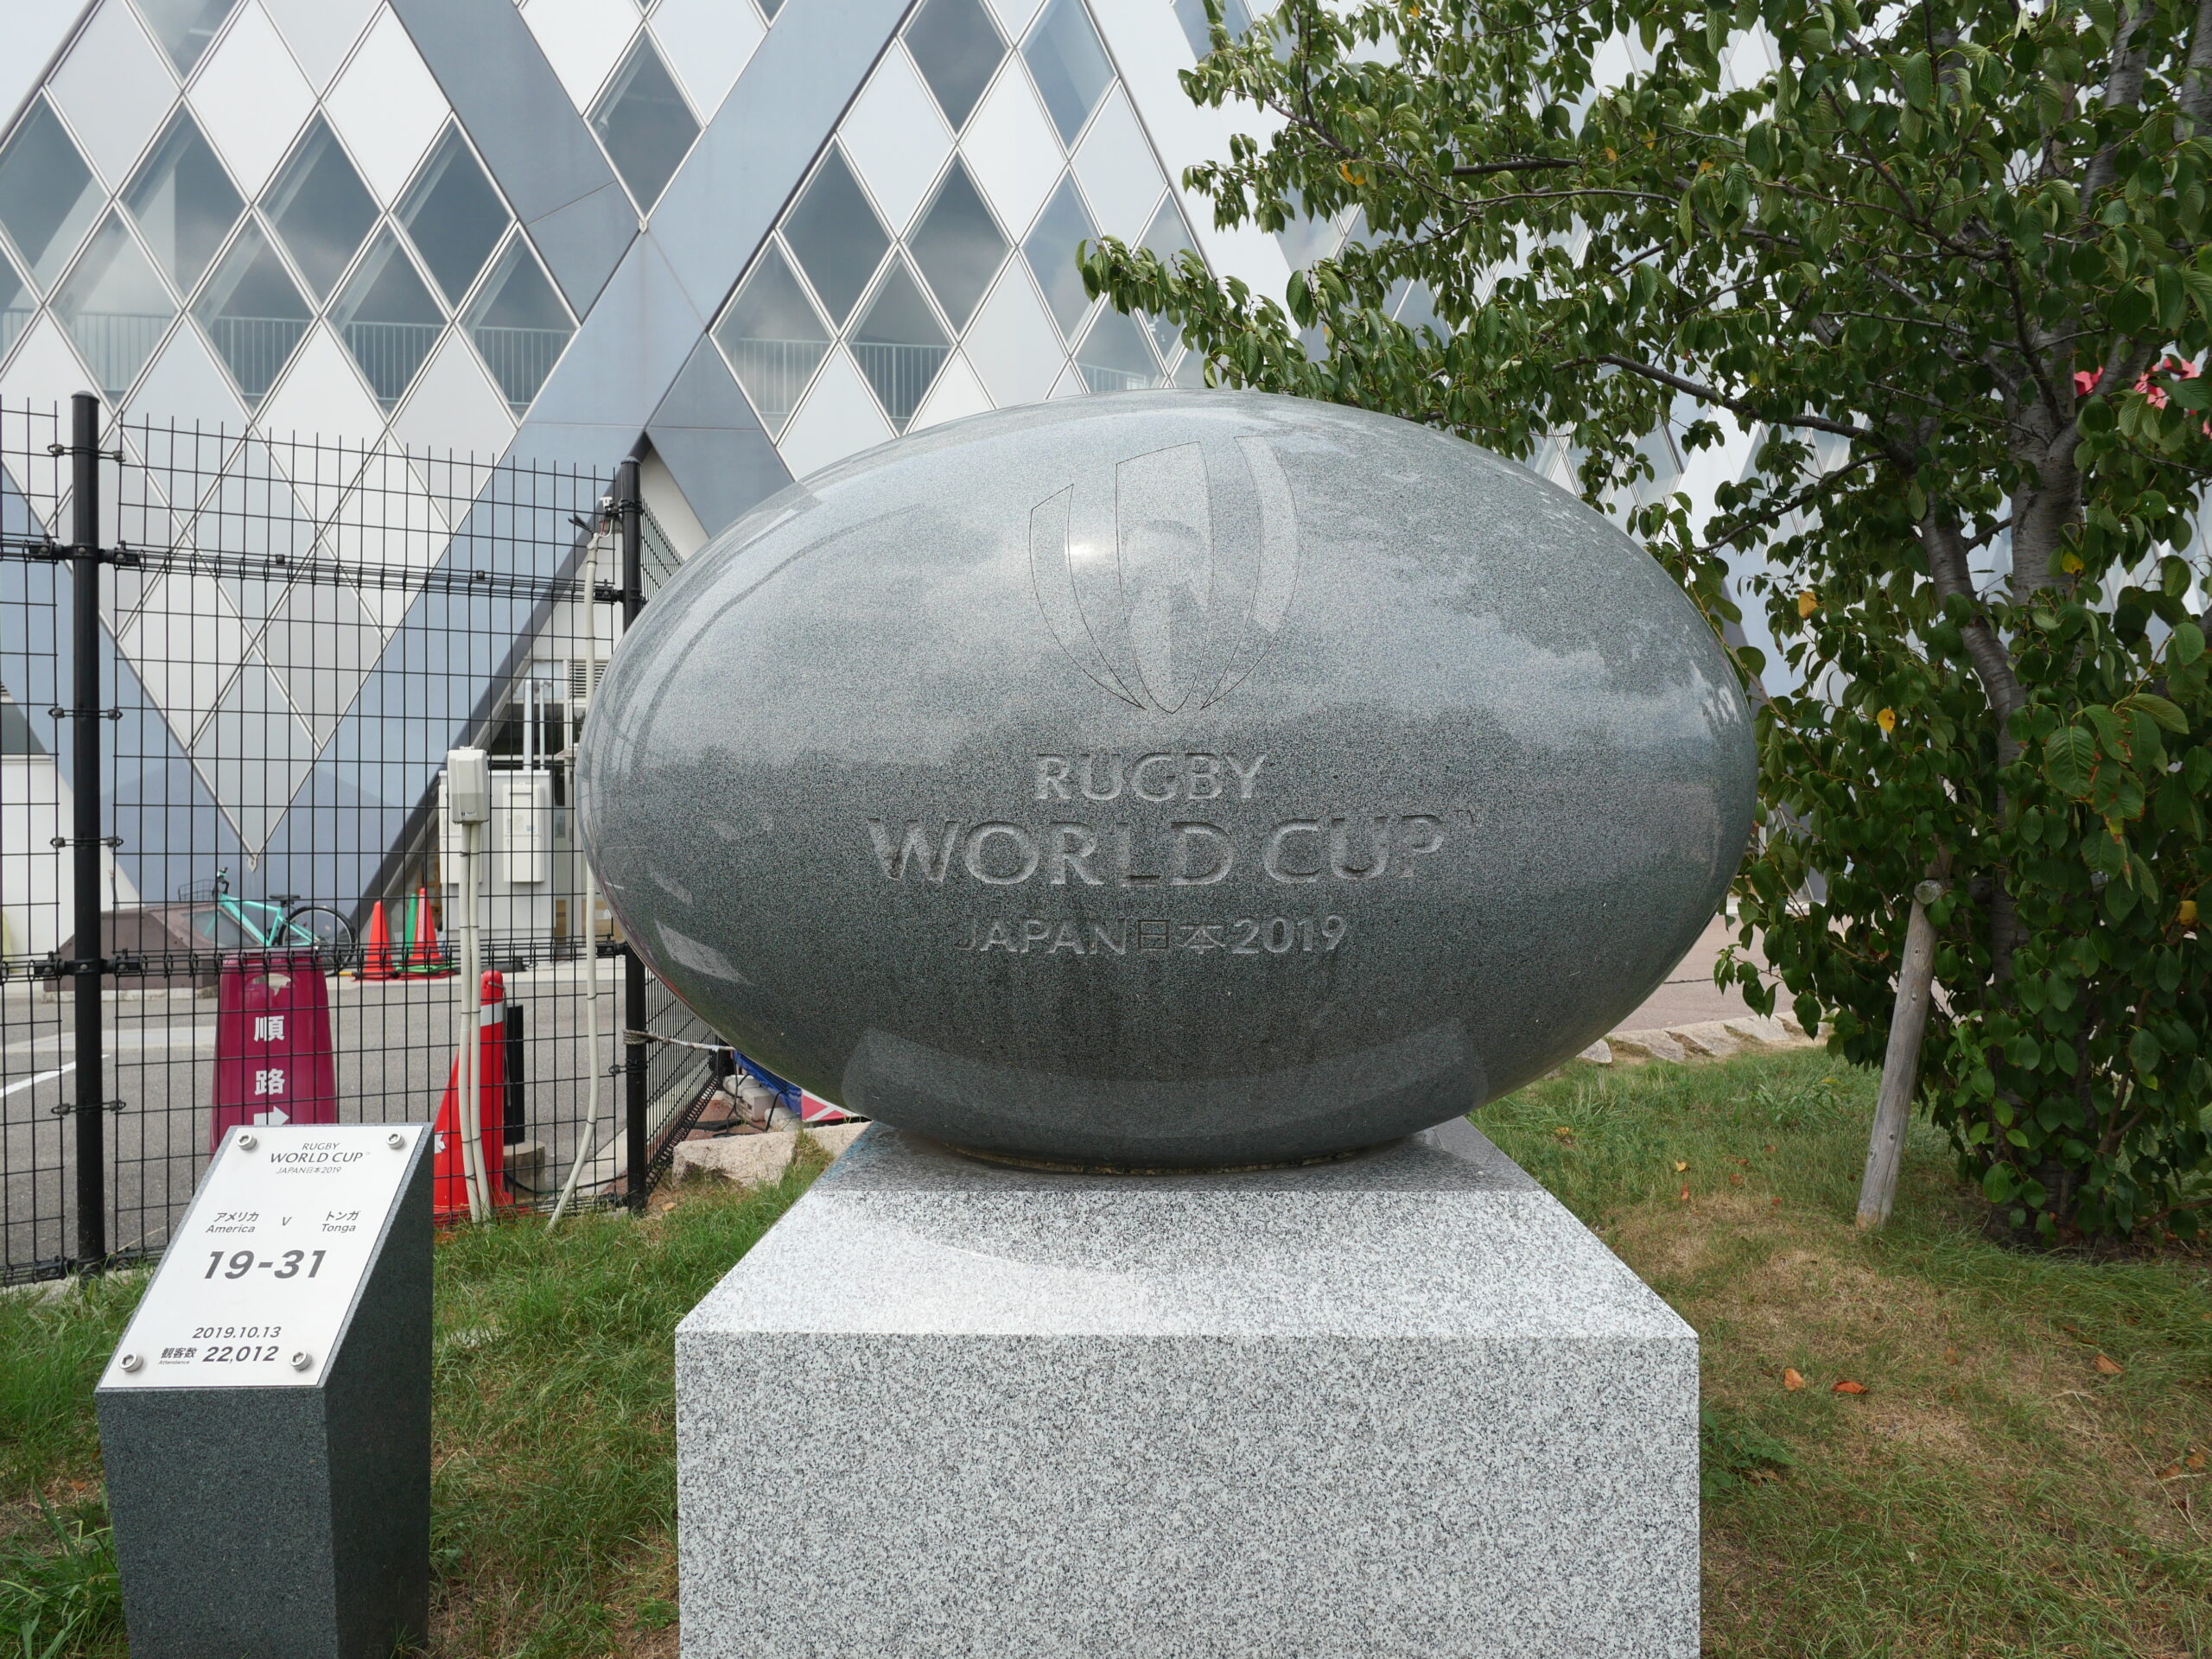 RUGBY
WORLD CUP™
JAPAN日本2019
順
路
RUGBY
WORLD CUP™
JAPAN日本2019
アメリカ V トンガ
America Tonga
19-31
2019.10.13
観客数 22,012
Attendance